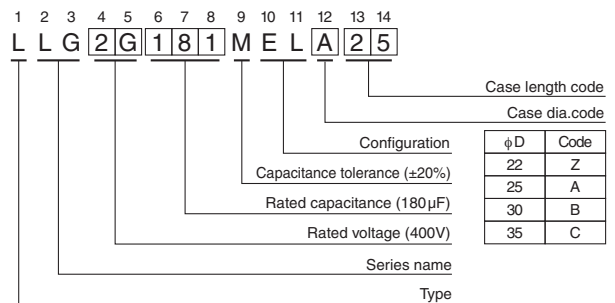 1 2 3 4 5 6 7 8 9 10 11 12 13 14
L L G 2 G 1 8 1 M E L A 2 5
Case length code
Case dia.code
Configuration
Capacitance tolerance (±20%)
Rated capacitance (180µF)
Rated voltage (400V)
Series name
Type
ϕD Code
22 Z
25 A
30 B
35 C